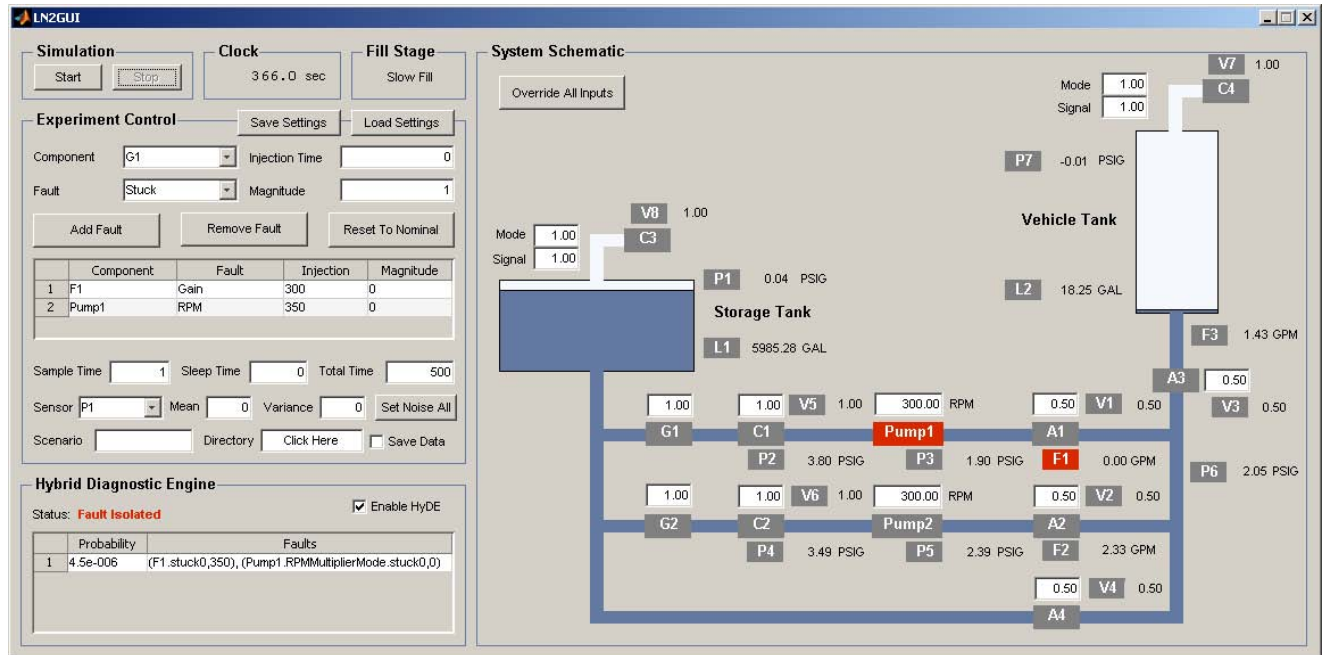 LN2GUI
Simulation
Start Stop
Clock
366.0 sec
Fill Stage
Slow Fill
Experiment Control
Save Settings Load Settings
Component G1 Injection Time 0
Fault Stuck Magnitude 1
Add Fault Remove Fault Reset To Nominal
Component Fault Injection Magnitude
1 F1 Gain 300 0
2 Pump1 RPM 350 0
Sample Time 1 Sleep Time 0 Total Time 500
Sensor P1 Mean 0 Variance 0 Set Noise All
Scenario Directory Click Here Save Data
Hybrid Diagnostic Engine
Status: Fault Isolated Enable HyDE
Probability Faults
1 4.5e-006 (F1.stuck0,350), (Pump1.RPMMultiplierMode.stuck0,0)
System Schematic
Override All Inputs
V7 1.00
Mode 1.00 C4
Signal 1.00
P7 -0.01 PSIG
Vehicle Tank
L2 18.25 GAL
V8 1.00
Mode 1.00 C3
Signal 1.00
P1 0.04 PSIG
Storage Tank
L1 5985.28 GAL
F3 1.43 GPM
A3 0.50
V3 0.50
1.00 1.00 V5 1.00 300.00 RPM 0.50 V1 0.50
G1 C1 Pump1 A1
P2 3.80 PSIG P3 1.90 PSIG F1 0.00 GPM
P6 2.05 PSIG
1.00 1.00 V6 1.00 300.00 RPM 0.50 V2 0.50
G2 C2 Pump2 A2
P4 3.49 PSIG P5 2.39 PSIG F2 2.33 GPM
0.50 V4 0.50
A4